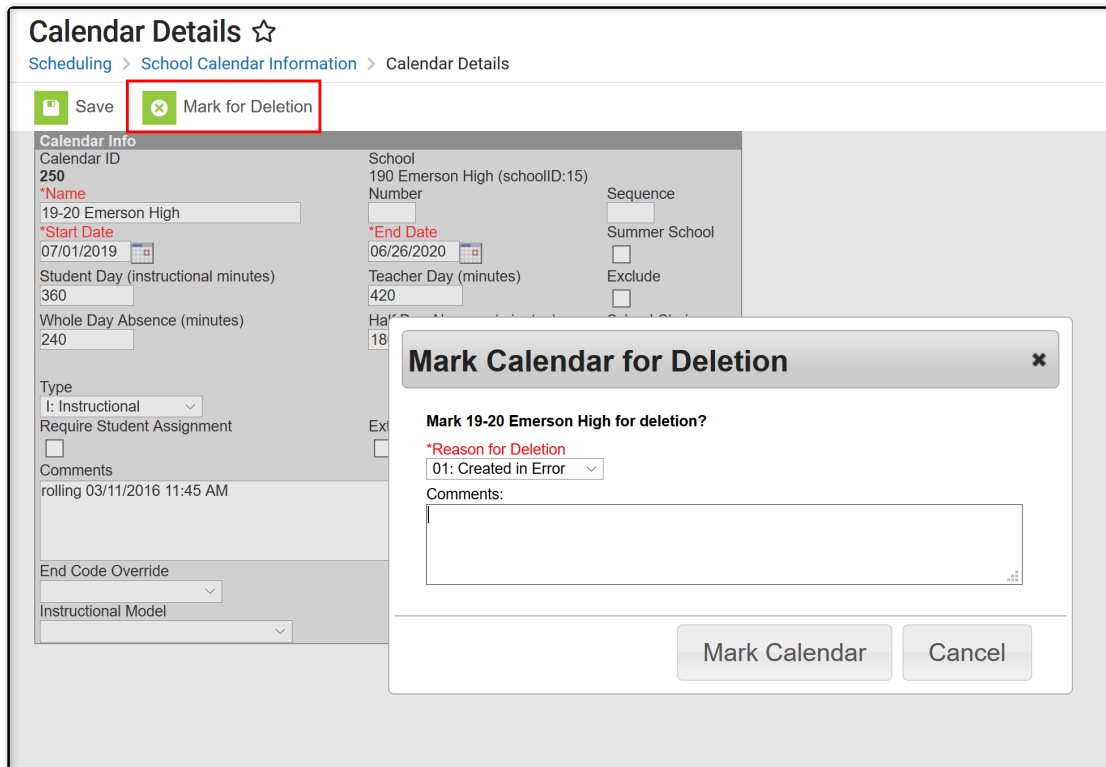 Calendar Details
Scheduling > School Calendar Information > Calendar Details
Save Mark for Deletion
Calendar Info
Calendar ID School
250 190 Emerson High (schoolID:15)
*Name Number Sequence
19-20 Emerson High
*Start Date *End Date Summer School
07/01/2019 06/26/2020
Student Day (instructional minutes) Teacher Day (minutes) Exclude
360 420
Whole Day Absence (minutes)
240 18
Type
I: Instructional
Require Student Assignment Ext
Comments
rolling 03/11/2016 11:45 AM
End Code Override
Instructional Model
Mark Calendar for Deletion
Mark 19-20 Emerson High for deletion?
*Reason for Deletion
01: Created in Error
Comments:
Mark Calendar Cancel